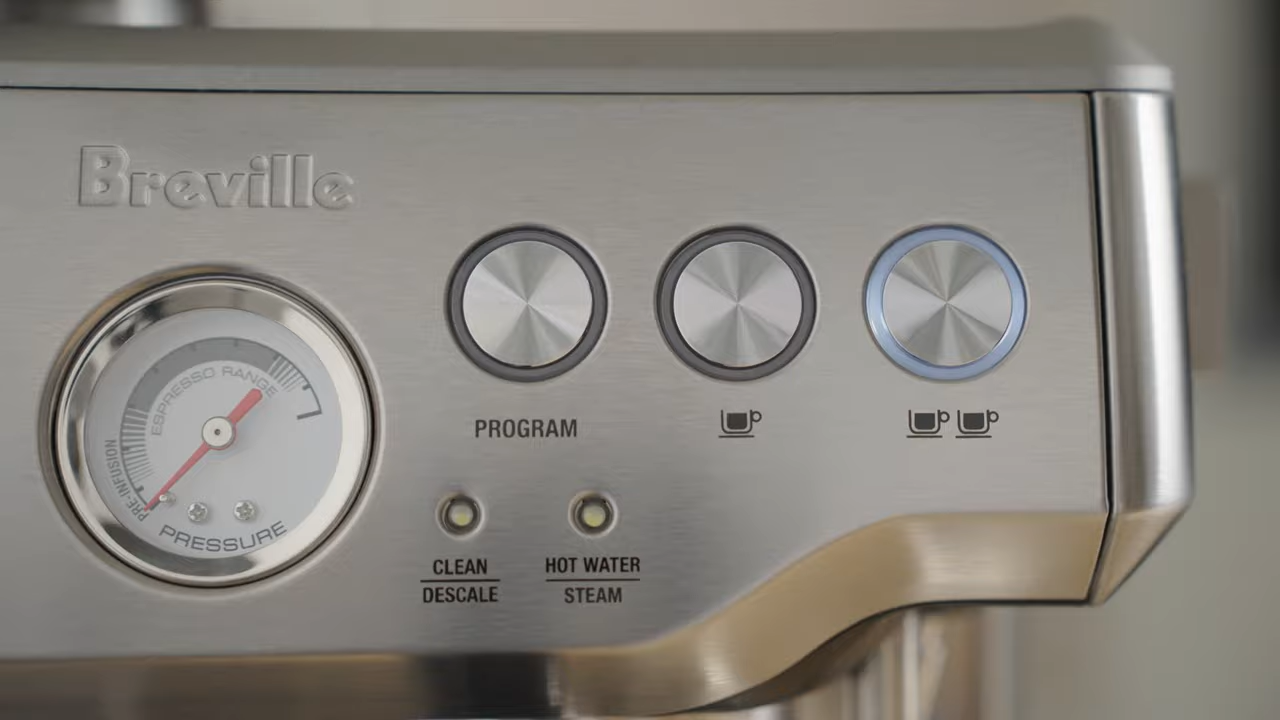 Breville
ESPRESSO RANGE
PRE-INFUSION
PRESSURE
PROGRAM
CLEAN
DESCALE
HOT WATER
STEAM